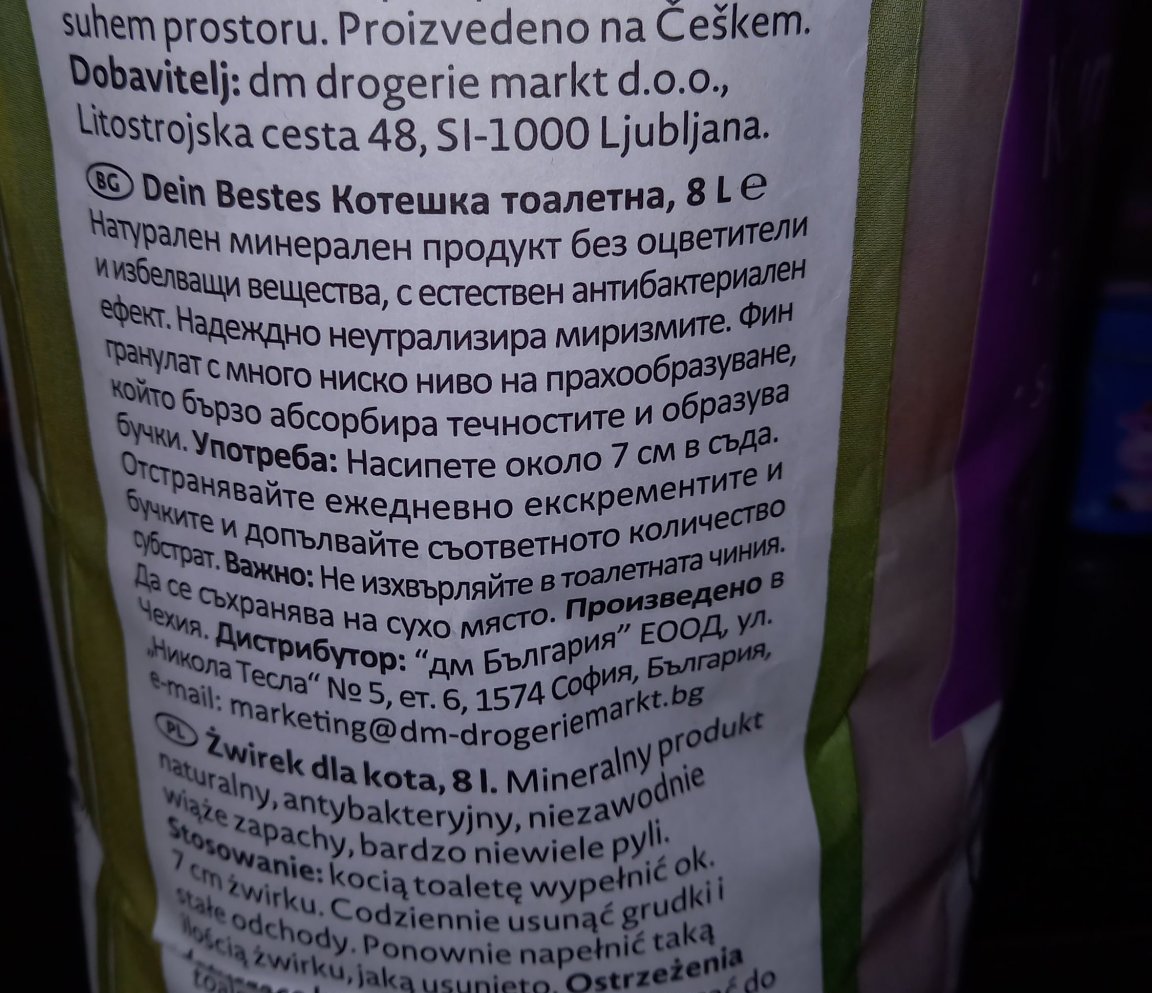 suhem prostoru. Proizvedeno na Češkem.
Dobavitelj: dm drogerie markt d.o.o.,
Litostrojska cesta 48, SI-1000 Ljubljana.
BG Dein Bestes Котешка тоалетна, 8 L e
Натурален минерален продукт без оцветители
и избелващи вещества, с естествен антибактериален
ефект. Надеждно неутрализира миризмите. Фин
гранулат с много ниско ниво на прахообразуване,
който бързо абсорбира течностите и образува
бучки. Употреба: Насипете около 7 см в съда.
Отстранявайте ежедневно екскрементите и
бучките и допълвайте съответното количество
субстрат. Важно: Не изхвърляйте в тоалетната чиния.
Да се съхранява на сухо място. Произведено в
Чехия. Дистрибутор: “дм България” ЕООД, ул.
„Никола Тесла“ № 5, ет. 6, 1574 София, България,
e-mail: marketing@dm-drogeriemarkt.bg
PL Żwirek dla kota, 8 l. Mineralny produkt
naturalny, antybakteryjny, niezawodnie
wiąże zapachy, bardzo niewiele pyli.
Stosowanie: kocią toaletę wypełnić ok.
7 cm żwirku. Codziennie usunąć grudki i
stałe odchody. Ponownie napełnić taką
ilością żwirku, jaką usunięto. Ostrzeżenia
do